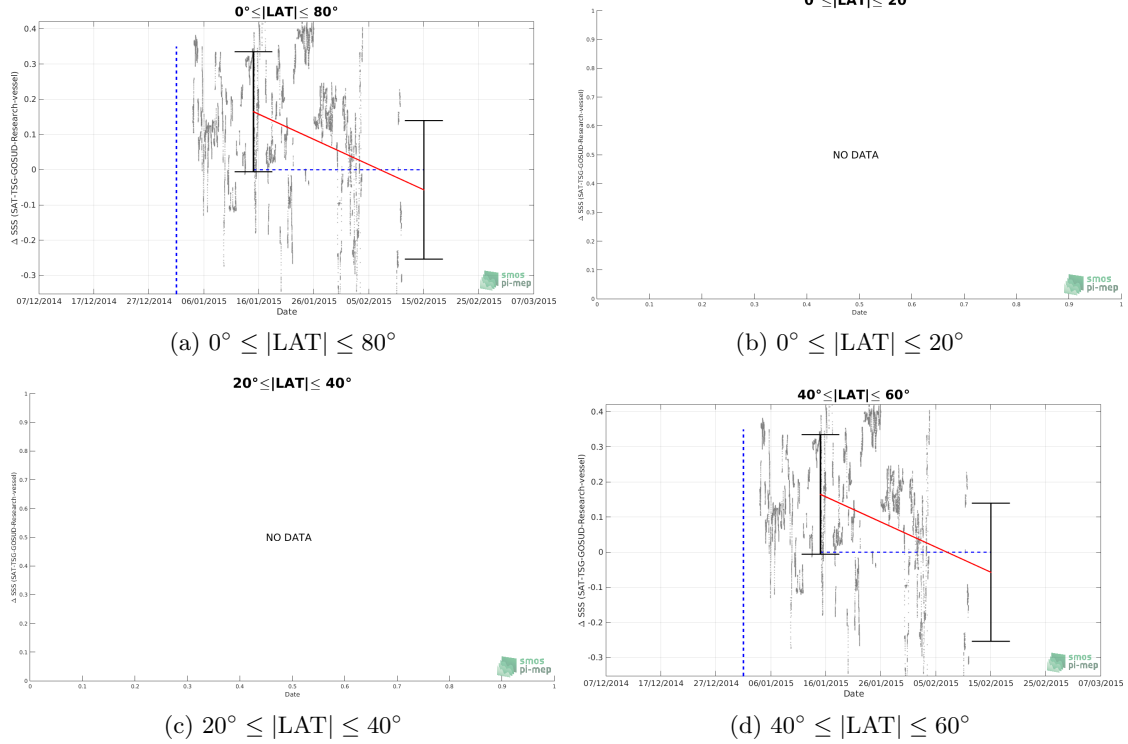 0°≤|LAT|≤ 80°
Δ SSS (SAT-TSG-GOSUD-Research-vessel)
0.4
0.3
0.2
0.1
0
-0.1
-0.2
-0.3
07/12/2014 17/12/2014 27/12/2014 06/01/2015 16/01/2015 26/01/2015 05/02/2015 15/02/2015 25/02/2015 07/03/2015
Date
smos
pi-mep
(a) 0° ≤ |LAT| ≤ 80°
0°≤|LAT|≤ 20°
Δ SSS (SAT-TSG-GOSUD-Research-vessel)
1
0.9
0.8
0.7
0.6
0.5
0.4
0.3
0.2
0.1
0
NO DATA
0 0.1 0.2 0.3 0.4 0.5 0.6 0.7 0.8 0.9 1
Date
smos
pi-mep
(b) 0° ≤ |LAT| ≤ 20°
20°≤|LAT|≤ 40°
Δ SSS (SAT-TSG-GOSUD-Research-vessel)
1
0.9
0.8
0.7
0.6
0.5
0.4
0.3
0.2
0.1
0
NO DATA
0 0.1 0.2 0.3 0.4 0.5 0.6 0.7 0.8 0.9 1
Date
smos
pi-mep
(c) 20° ≤ |LAT| ≤ 40°
40°≤|LAT|≤ 60°
Δ SSS (SAT-TSG-GOSUD-Research-vessel)
0.4
0.3
0.2
0.1
0
-0.1
-0.2
-0.3
07/12/2014 17/12/2014 27/12/2014 06/01/2015 16/01/2015 26/01/2015 05/02/2015 15/02/2015 25/02/2015 07/03/2015
Date
smos
pi-mep
(d) 40° ≤ |LAT| ≤ 60°